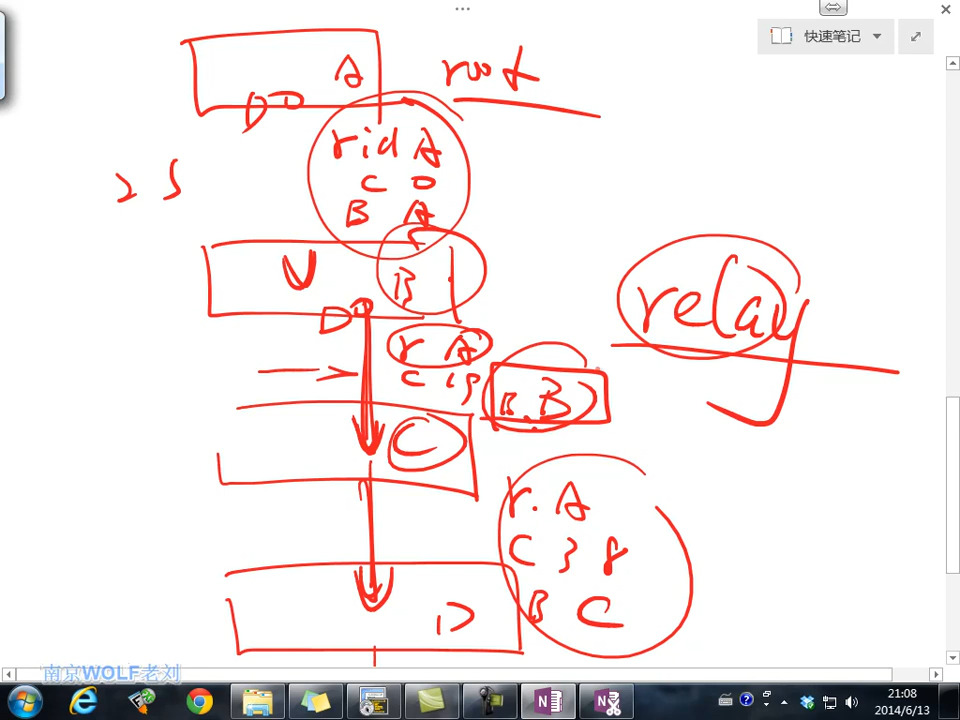 快速笔记
A root
D
rid A
C 0
B A
2 S
B
D
relay
r A
C 19
B. B
C
r. A
C 38
B C
D
南京WOLF老刘
21:08
2014/6/13